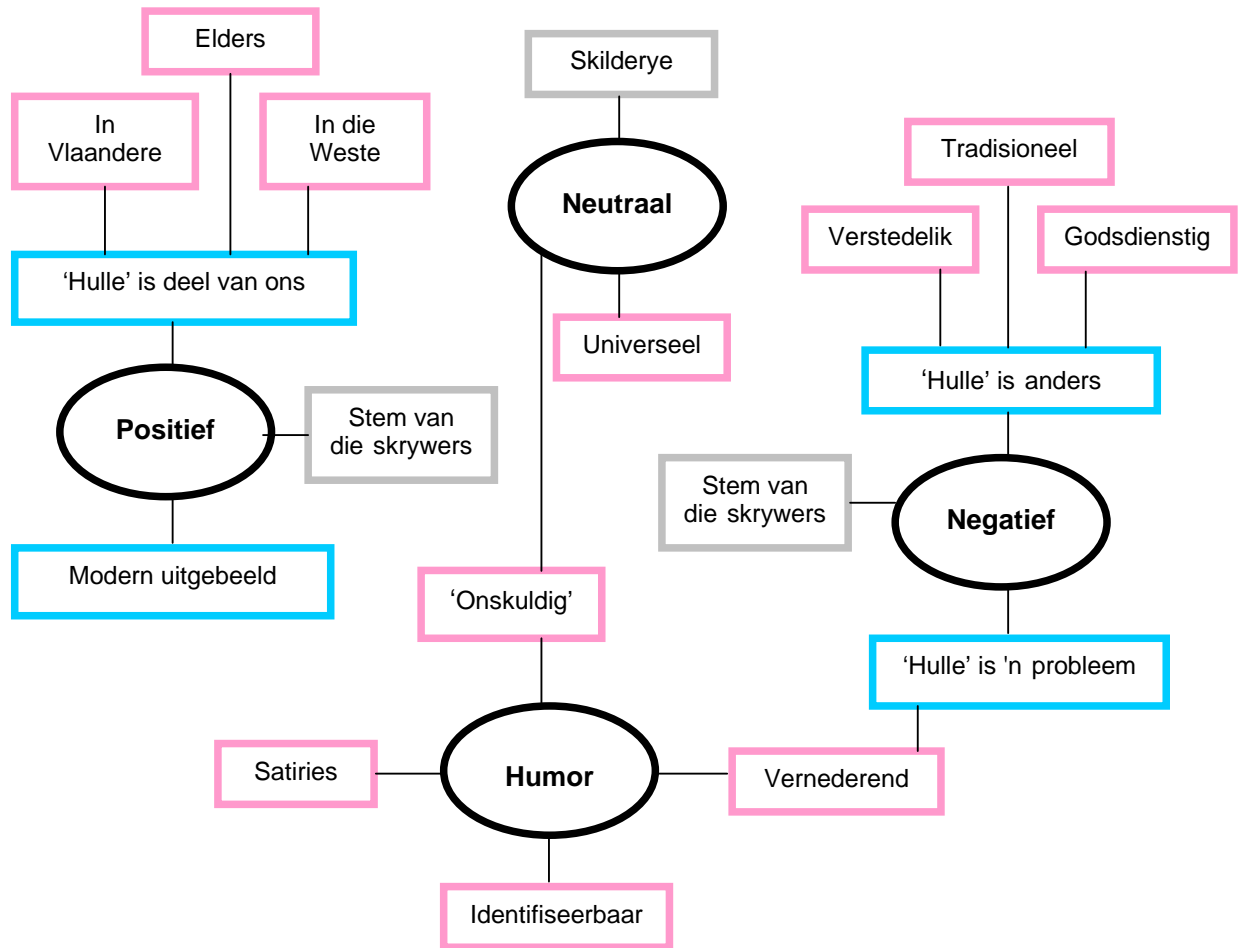 Elders
Skilderye
In
Vlaandere
In die
Weste
Tradisioneel
Neutraal
Verstedelik
Godsdienstig
‘Hulle’ is deel van ons
Universeel
‘Hulle’ is anders
Positief
Stem van
die skrywers
Stem van
die skrywers
Negatief
Modern uitgebeeld
‘Onskuldig’
‘Hulle’ is 'n probleem
Satiries
Humor
Vernederend
Identifiseerbaar